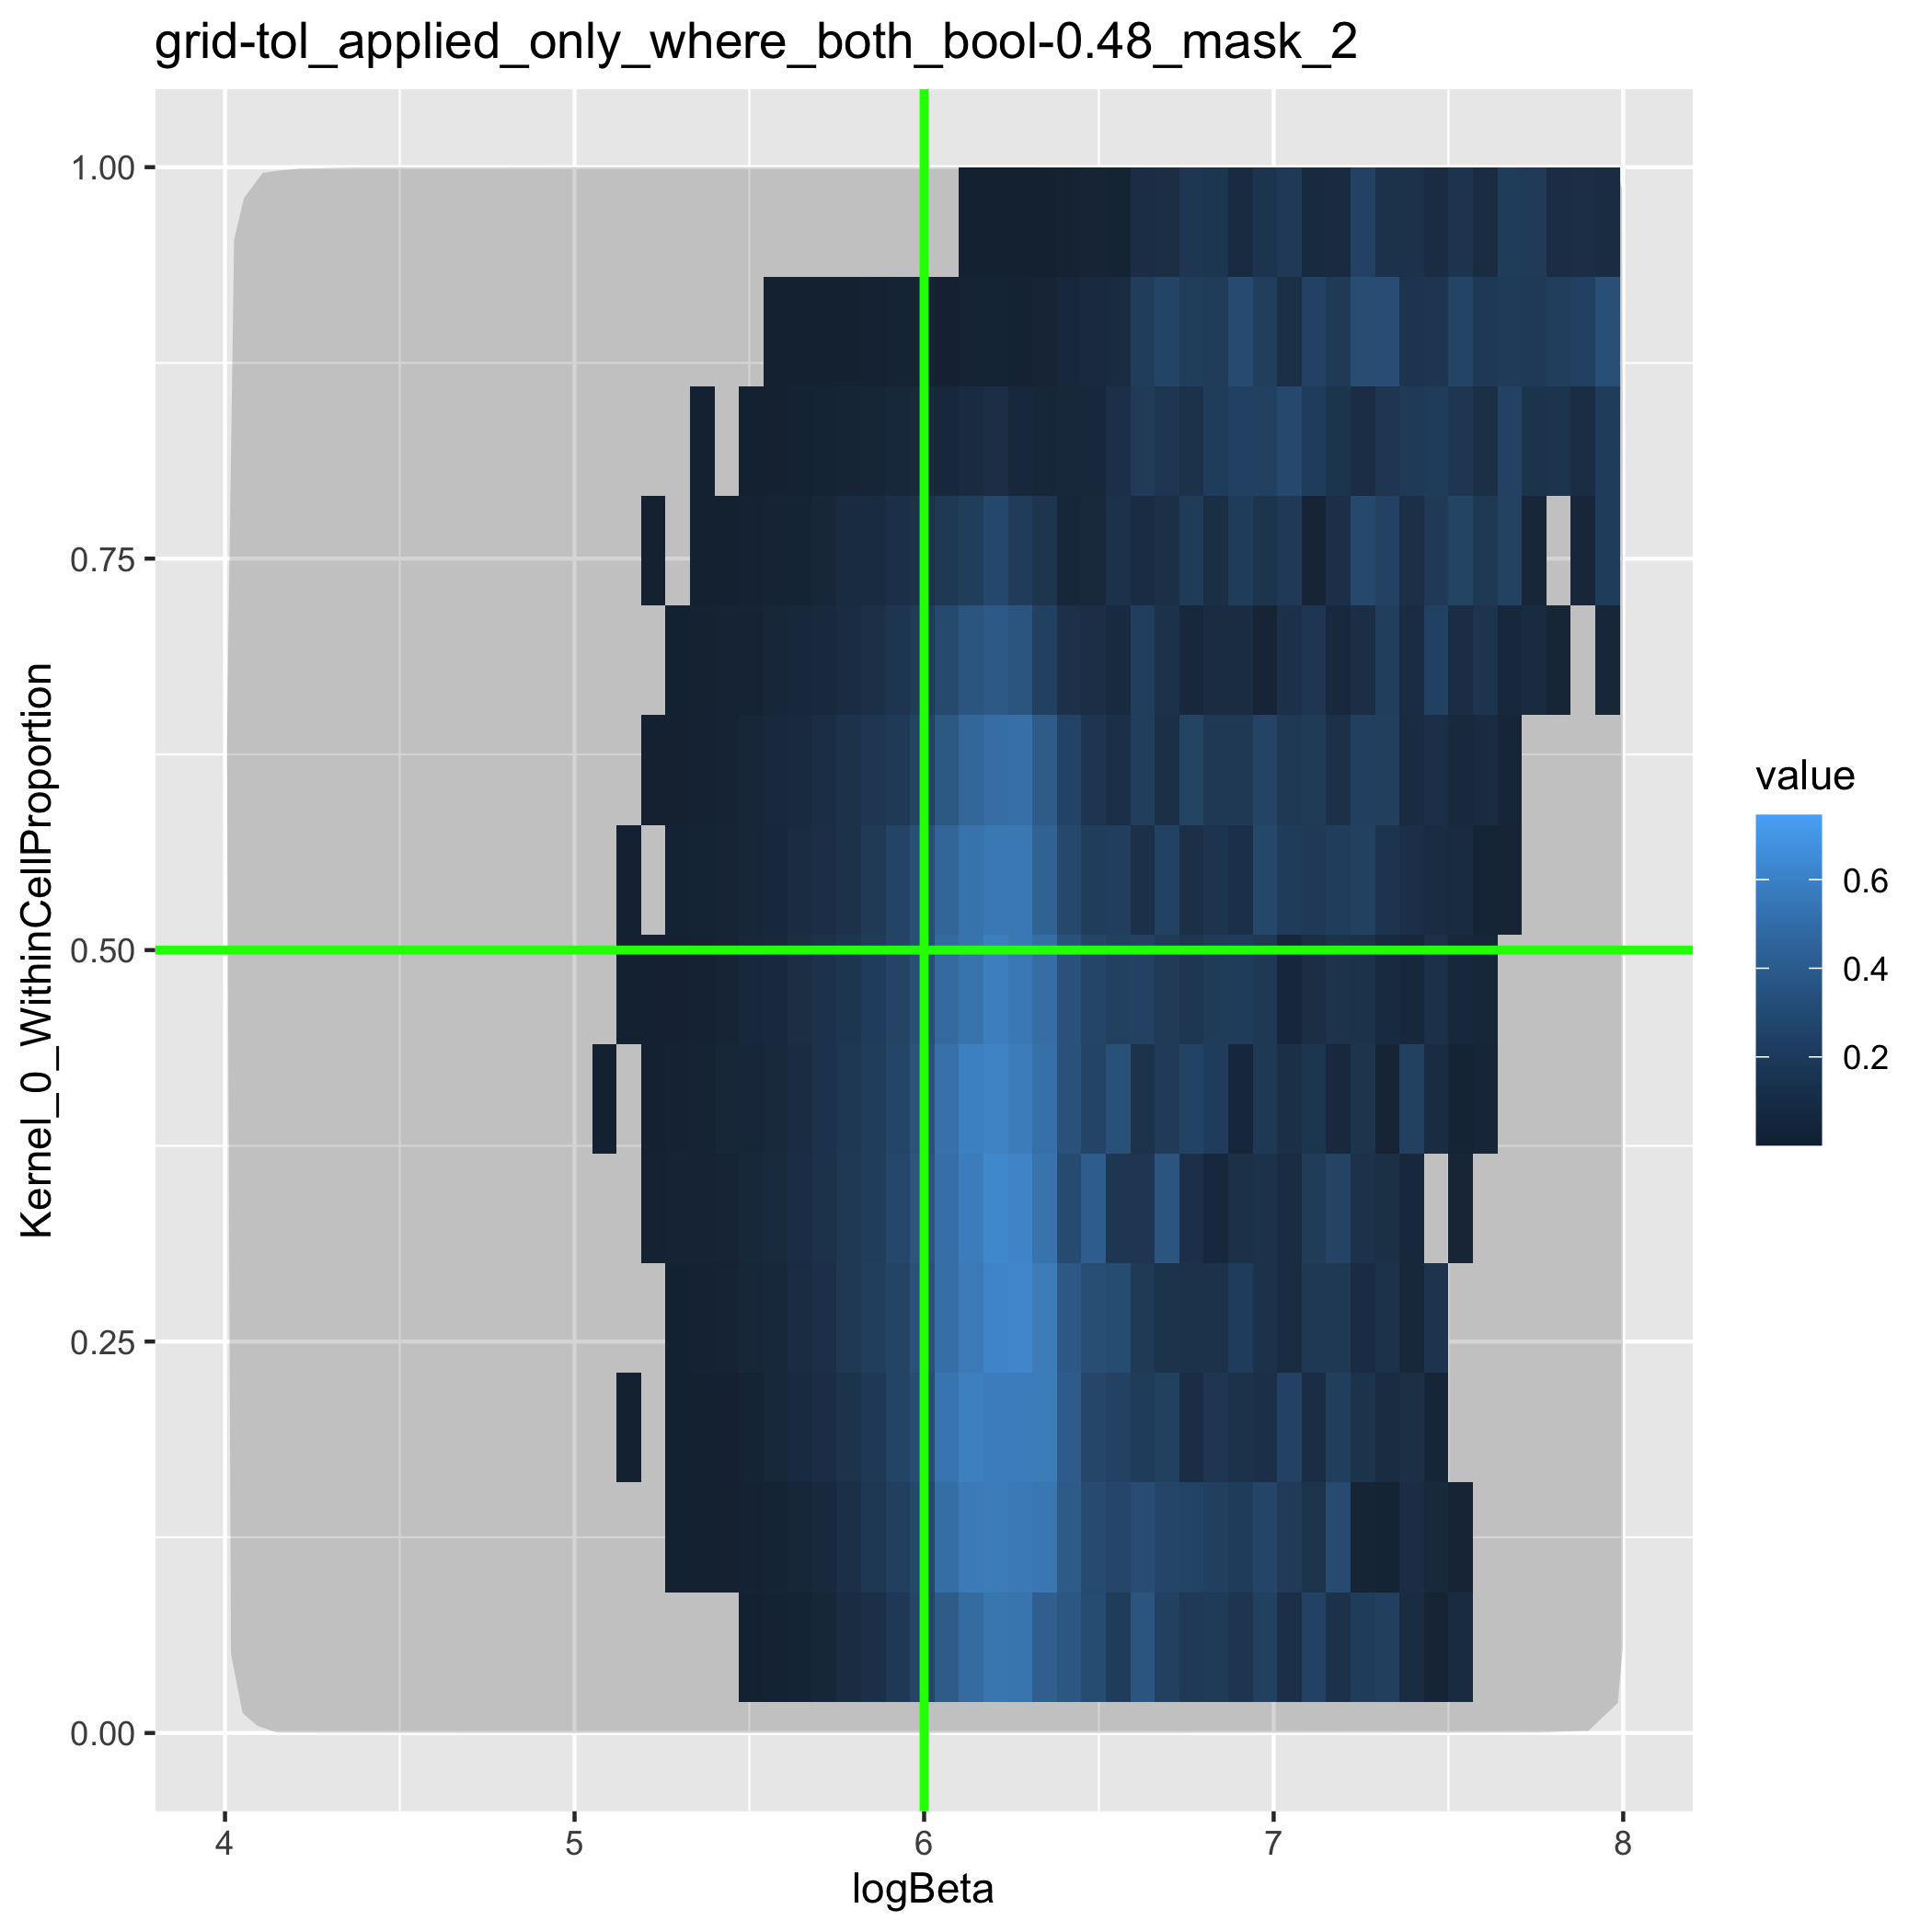 grid-tol_applied_only_where_both_bool-0.48_mask_2
Kernel_0_WithinCellProportion
1.00
0.75
0.50
0.25
0.00
4 5 6 7 8
logBeta
value
0.6
0.4
0.2